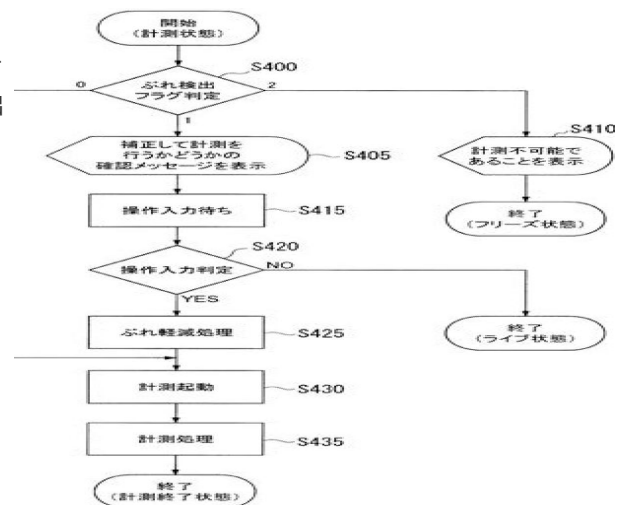 開始
(計測状態)
S400
ぶれ検出
フラグ判定
0
2
1
補正して計測を
行うかどうかの
確認メッセージを表示
S405
S410
計測不可能で
あることを表示
操作入力待ち
S415
終了
(フリーズ状態)
S420
操作入力判定
NO
YES
ぶれ軽減処理
S425
終了
(ライブ状態)
計測起動
S430
計測処理
S435
終了
(計測終了状態)